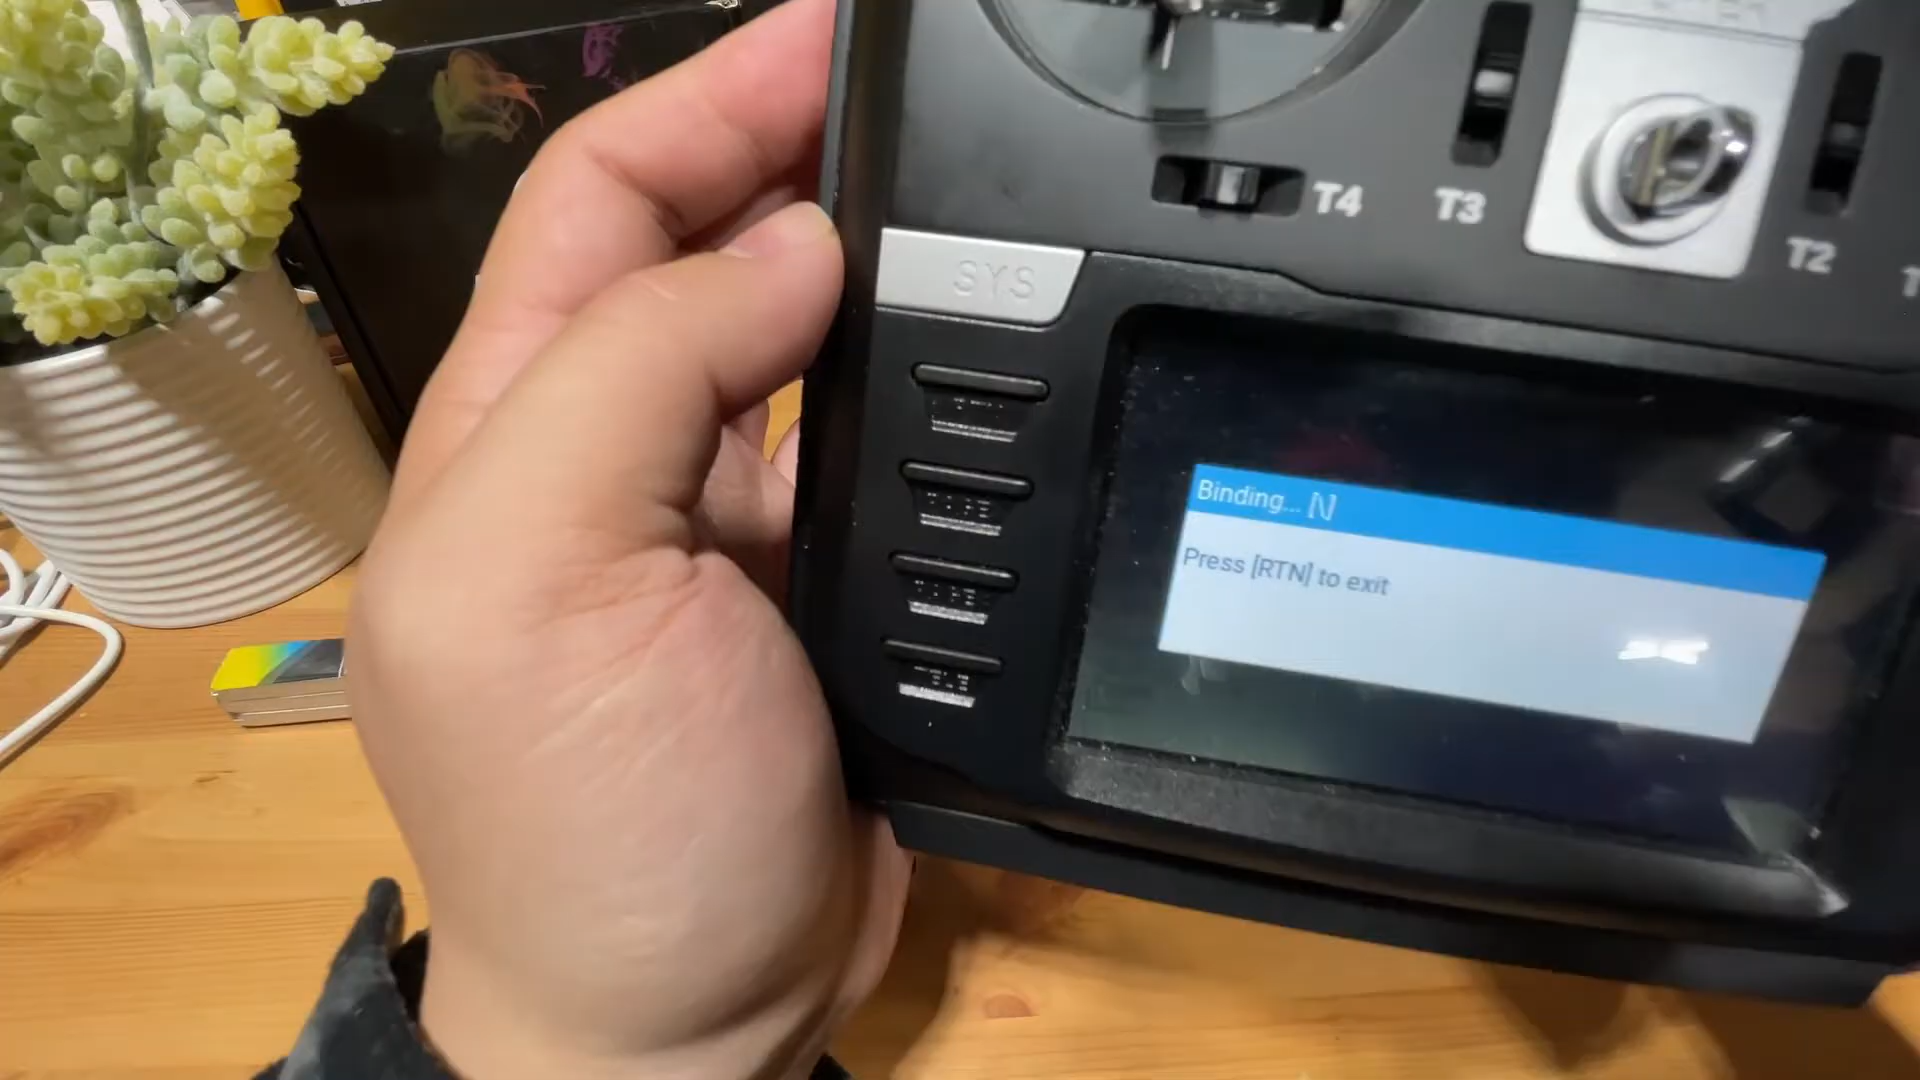 T4
T3
T2
SYS
Binding...
Press [RTN] to exit